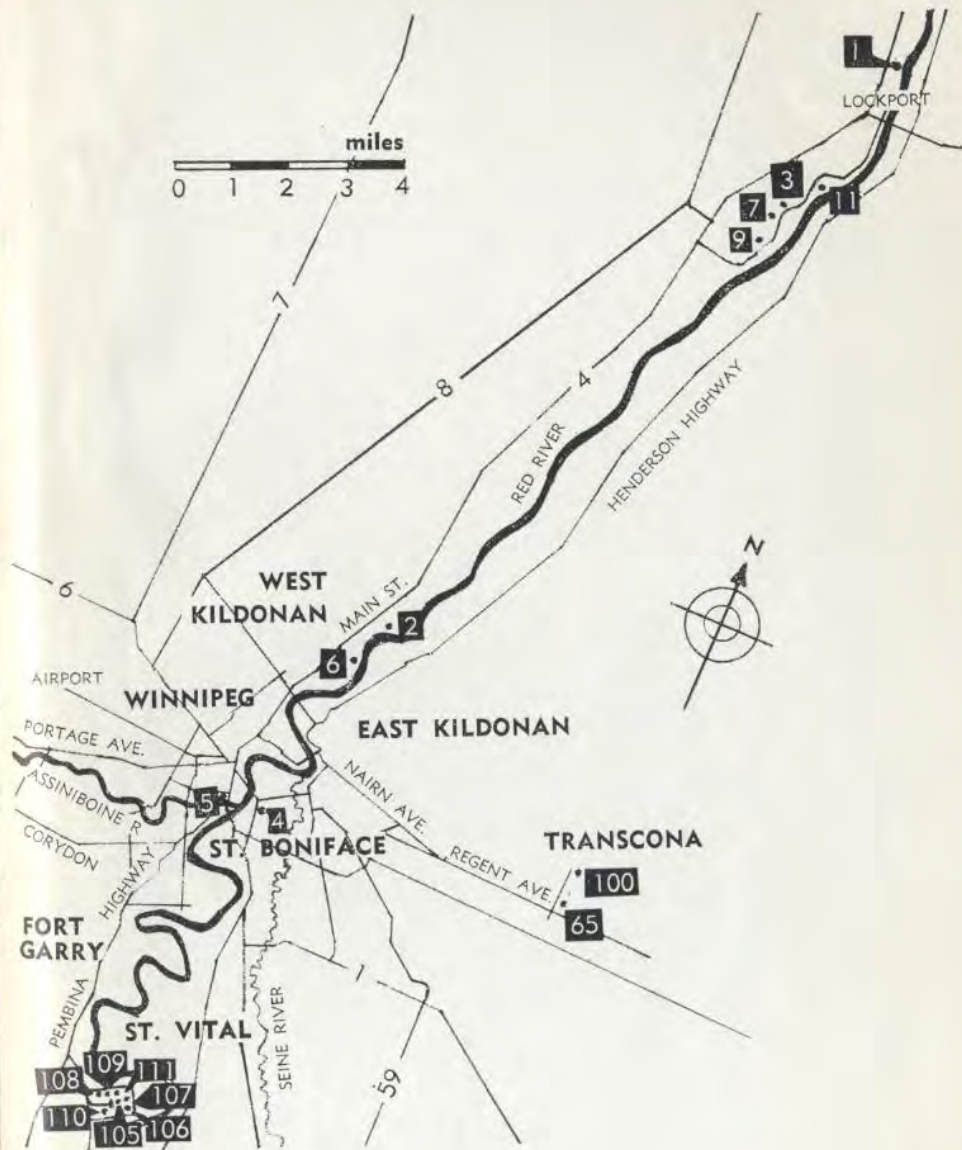 1
LOCKPORT
miles
0 1 2 3 4
3
7
11
9
7
8
4
HENDERSON HIGHWAY
RED RIVER
N
6
WEST
KILDONAN
MAIN ST.
2
6
AIRPORT
WINNIPEG
EAST KILDONAN
PORTAGE AVE.
ASSINIBOINE R
NAIRN AVE.
5
4
CORYDON
ST. BONIFACE
TRANSCONA
REGENT AVE.
100
65
HIGHWAY
FORT
GARRY
PEMBINA
1
SEINE RIVER
ST. VITAL
59
109
111
108
107
110
105
106